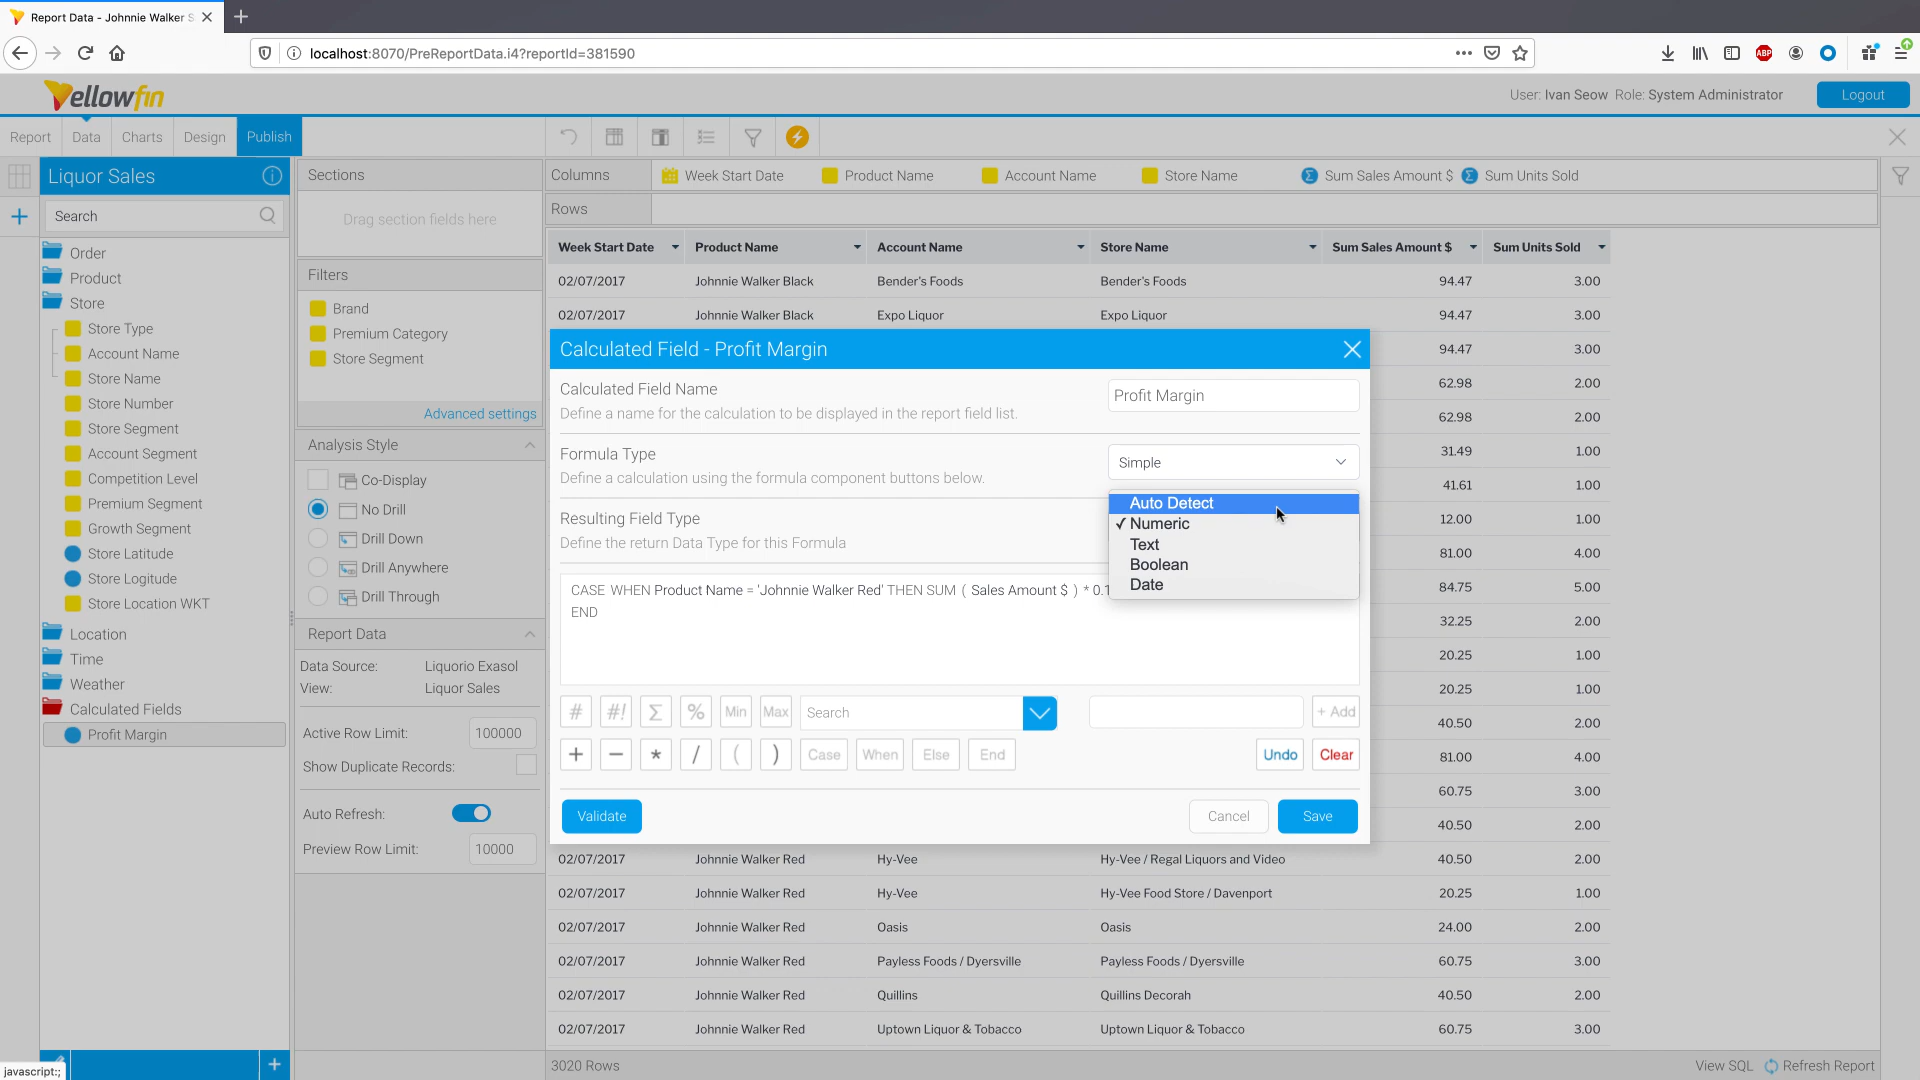 Report Data - Johnnie Walker S
localhost:8070/PreReportData.i4?reportId=381590
ABP
Yellowfin
User: Ivan Seow Role: System Administrator
Logout
Report Data Charts Design Publish
Liquor Sales
Search
Order
Product
Store
Store Type
Account Name
Store Name
Store Number
Store Segment
Account Segment
Competition Level
Premium Segment
Growth Segment
Store Latitude
Store Logitude
Store Location WKT
Location
Time
Weather
Calculated Fields
Profit Margin
javascript:;
Sections
Drag section fields here
Filters
Brand
Premium Category
Store Segment
Advanced settings
Analysis Style
Co-Display
No Drill
Drill Down
Drill Anywhere
Drill Through
Report Data
Data Source: Liquorio Exasol
View: Liquor Sales
Active Row Limit: 100000
Show Duplicate Records:
Auto Refresh:
Preview Row Limit: 10000
Columns Week Start Date Product Name Account Name Store Name Sum Sales Amount $ Sum Units Sold
Rows
Week Start Date Product Name Account Name Store Name Sum Sales Amount $ Sum Units Sold
02/07/2017 Johnnie Walker Black Bender's Foods Bender's Foods 94.47 3.00
02/07/2017 Johnnie Walker Black Expo Liquor Expo Liquor 94.47 3.00
94.47 3.00
62.98 2.00
62.98 2.00
31.49 1.00
41.61 1.00
12.00 1.00
81.00 4.00
84.75 5.00
32.25 2.00
20.25 1.00
20.25 1.00
40.50 2.00
81.00 4.00
60.75 3.00
40.50 2.00
Calculated Field - Profit Margin
Calculated Field Name
Define a name for the calculation to be displayed in the report field list.
Profit Margin
Formula Type
Define a calculation using the formula component buttons below.
Simple
Resulting Field Type
Define the return Data Type for this Formula
Auto Detect
✓ Numeric
Text
Boolean
Date
CASE WHEN Product Name = 'Johnnie Walker Red' THEN SUM ( Sales Amount $ ) * 0.1
END
# #! Σ % Min Max Search + Add
+ − * / ( ) Case When Else End Undo Clear
Validate Cancel Save
02/07/2017 Johnnie Walker Red Hy-Vee Hy-Vee / Regal Liquors and Video 40.50 2.00
02/07/2017 Johnnie Walker Red Hy-Vee Hy-Vee Food Store / Davenport 20.25 1.00
02/07/2017 Johnnie Walker Red Oasis Oasis 24.00 2.00
02/07/2017 Johnnie Walker Red Payless Foods / Dyersville Payless Foods / Dyersville 60.75 3.00
02/07/2017 Johnnie Walker Red Quillins Quillins Decorah 40.50 2.00
02/07/2017 Johnnie Walker Red Uptown Liquor & Tobacco Uptown Liquor & Tobacco 60.75 3.00
3020 Rows
View SQL Refresh Report